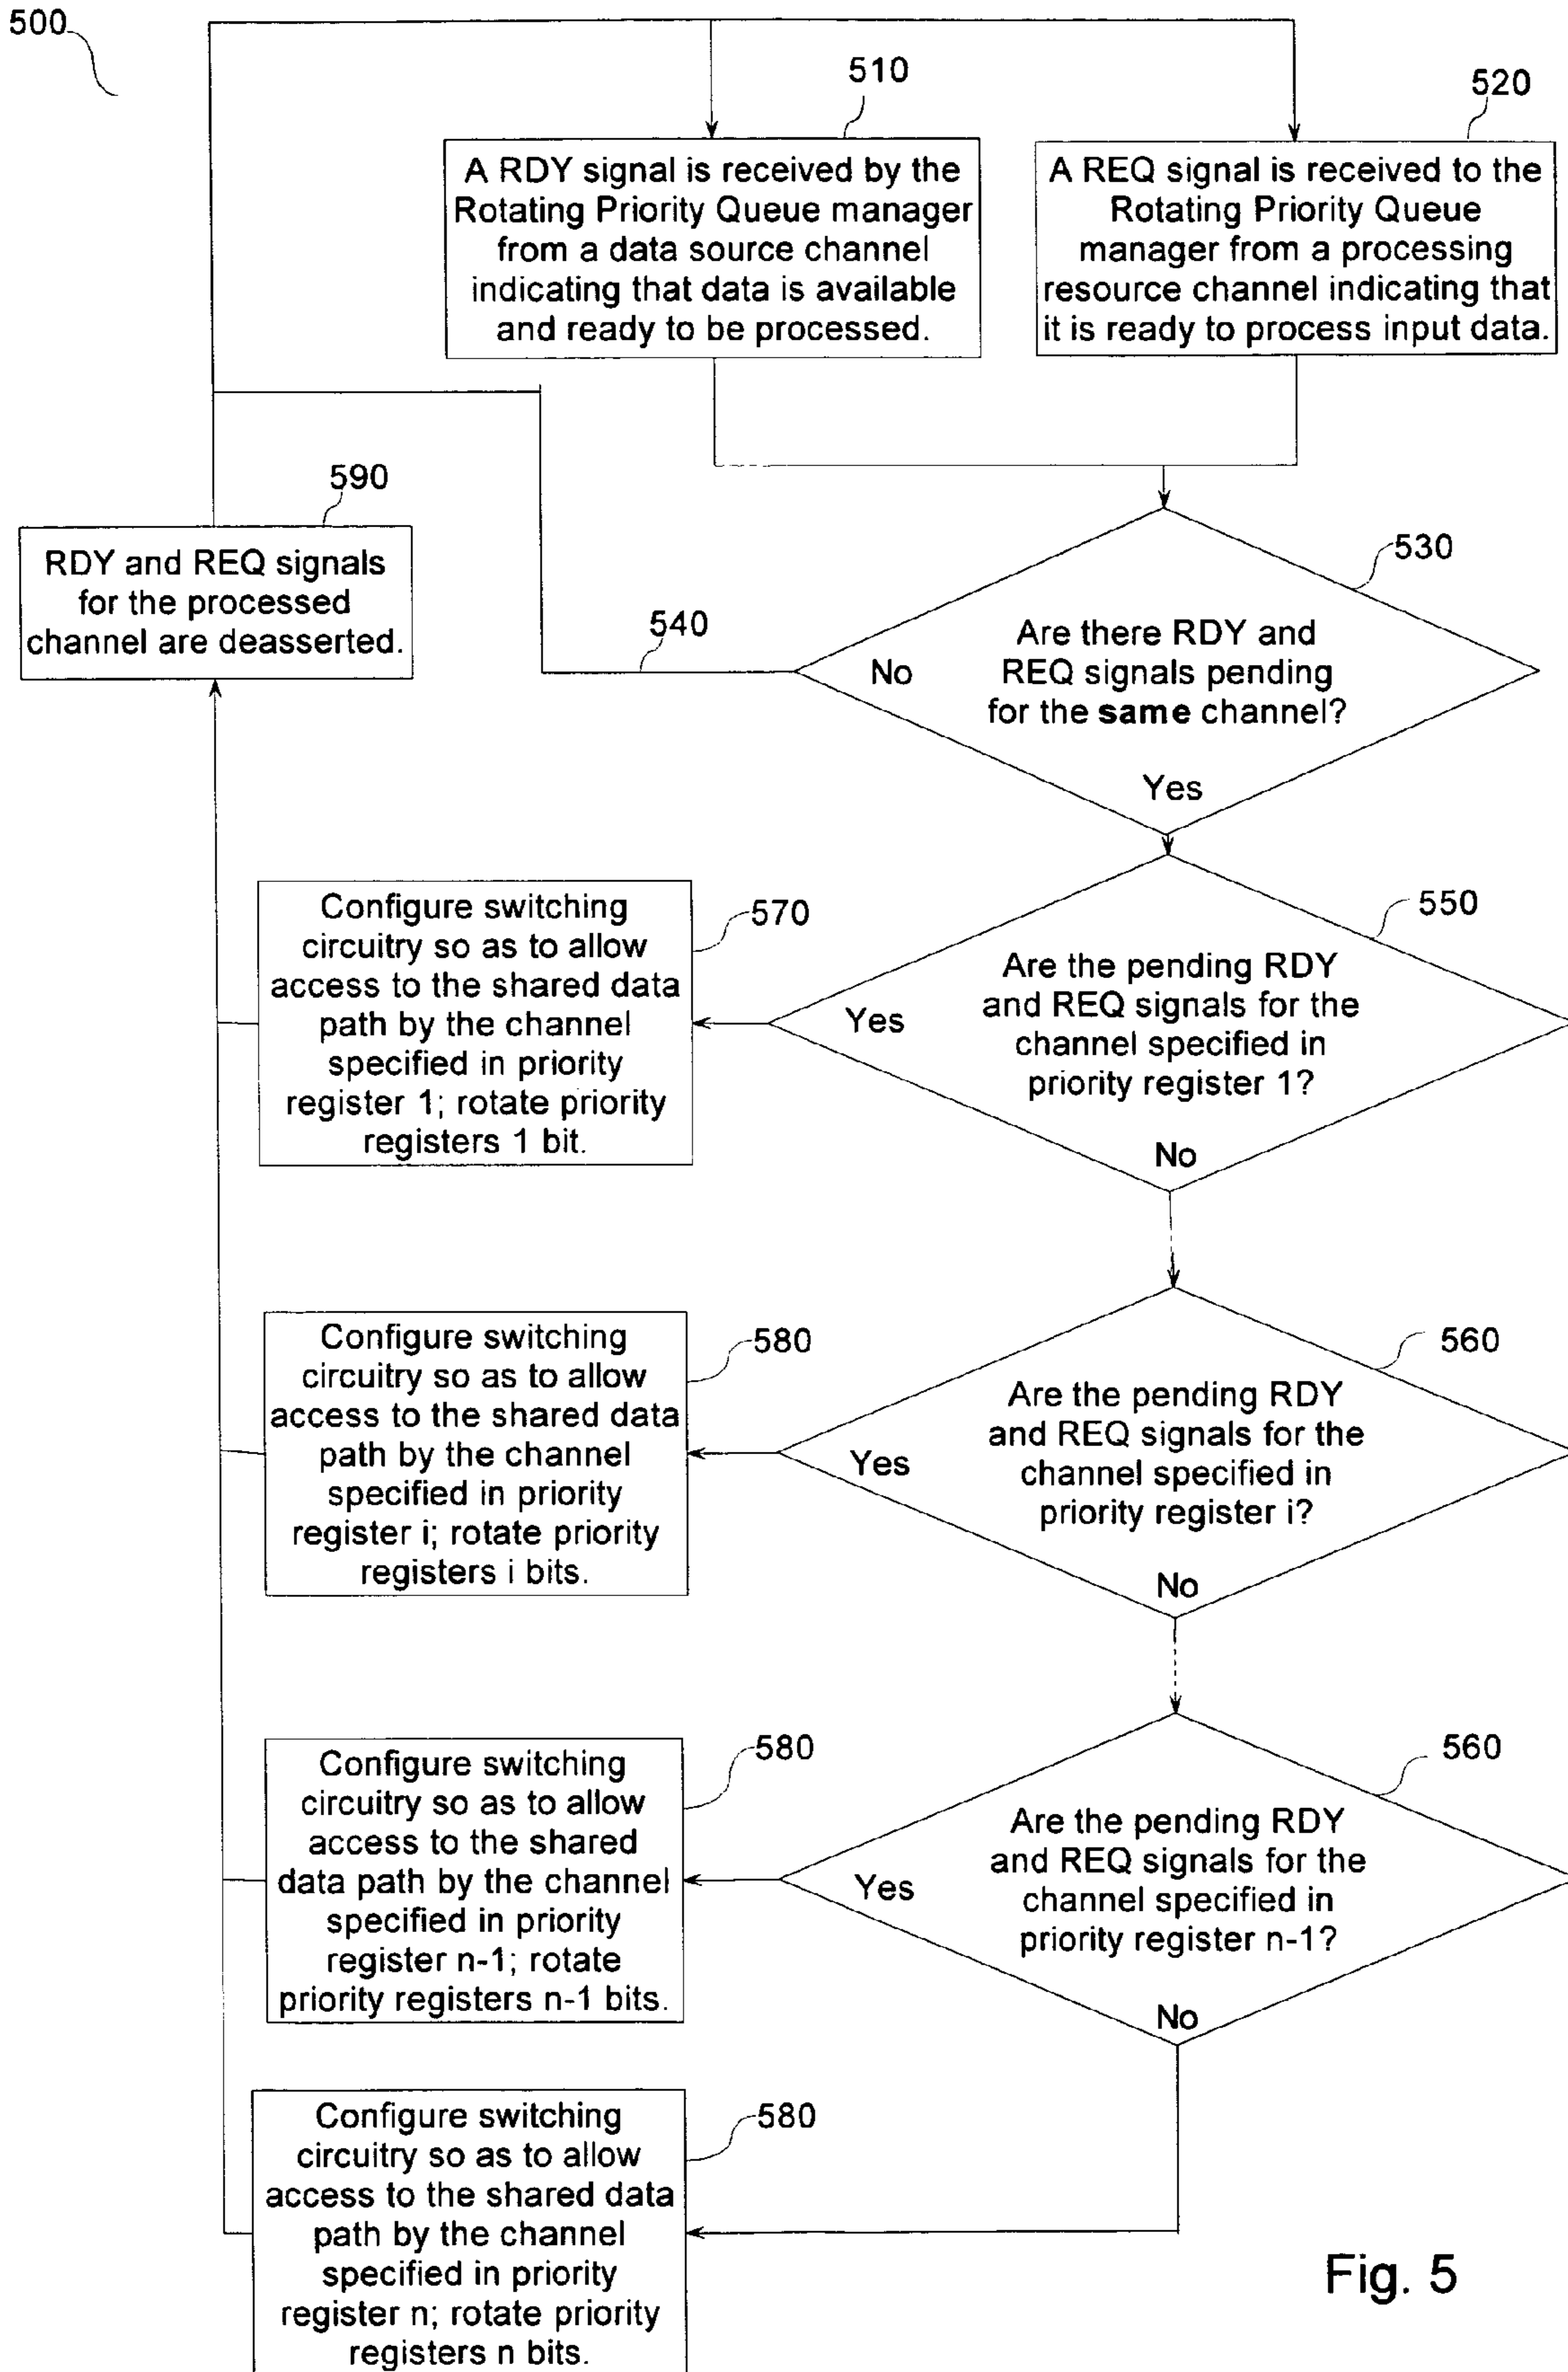 500
510
520
A RDY signal is received by the
Rotating Priority Queue manager
from a data source channel
indicating that data is available
and ready to be processed.
A REQ signal is received to the
Rotating Priority Queue
manager from a processing
resource channel indicating that
it is ready to process input data.
590
RDY and REQ signals
for the processed
channel are deasserted.
540
530
No
Are there RDY and
REQ signals pending
for the same channel?
Yes
570
Configure switching
circuitry so as to allow
access to the shared data
path by the channel
specified in priority
register 1; rotate priority
registers 1 bit.
550
Yes
Are the pending RDY
and REQ signals for the
channel specified in
priority register 1?
No
580
Configure switching
circuitry so as to allow
access to the shared data
path by the channel
specified in priority
register i; rotate priority
registers i bits.
560
Yes
Are the pending RDY
and REQ signals for the
channel specified in
priority register i?
No
580
Configure switching
circuitry so as to allow
access to the shared
data path by the channel
specified in priority
register n-1; rotate
priority registers n-1 bits.
560
Yes
Are the pending RDY
and REQ signals for the
channel specified in
priority register n-1?
No
580
Configure switching
circuitry so as to allow
access to the shared data
path by the channel
specified in priority
register n; rotate priority
registers n bits.
Fig. 5